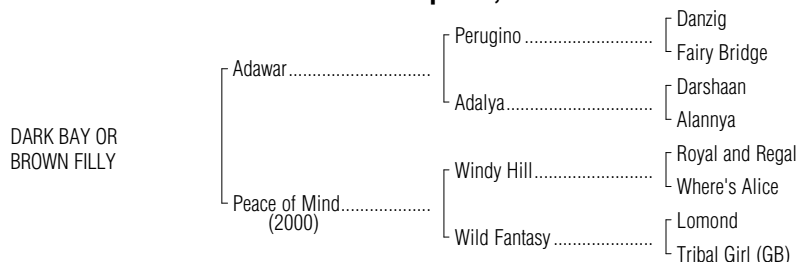 Danzig
Perugino
Fairy Bridge
Adawar
Darshaan
Adalya
Alannya
DARK BAY OR
BROWN FILLY
Royal and Regal
Windy Hill
Where's Alice
Peace of Mind
(2000)
Lomond
Wild Fantasy
Tribal Girl (GB)